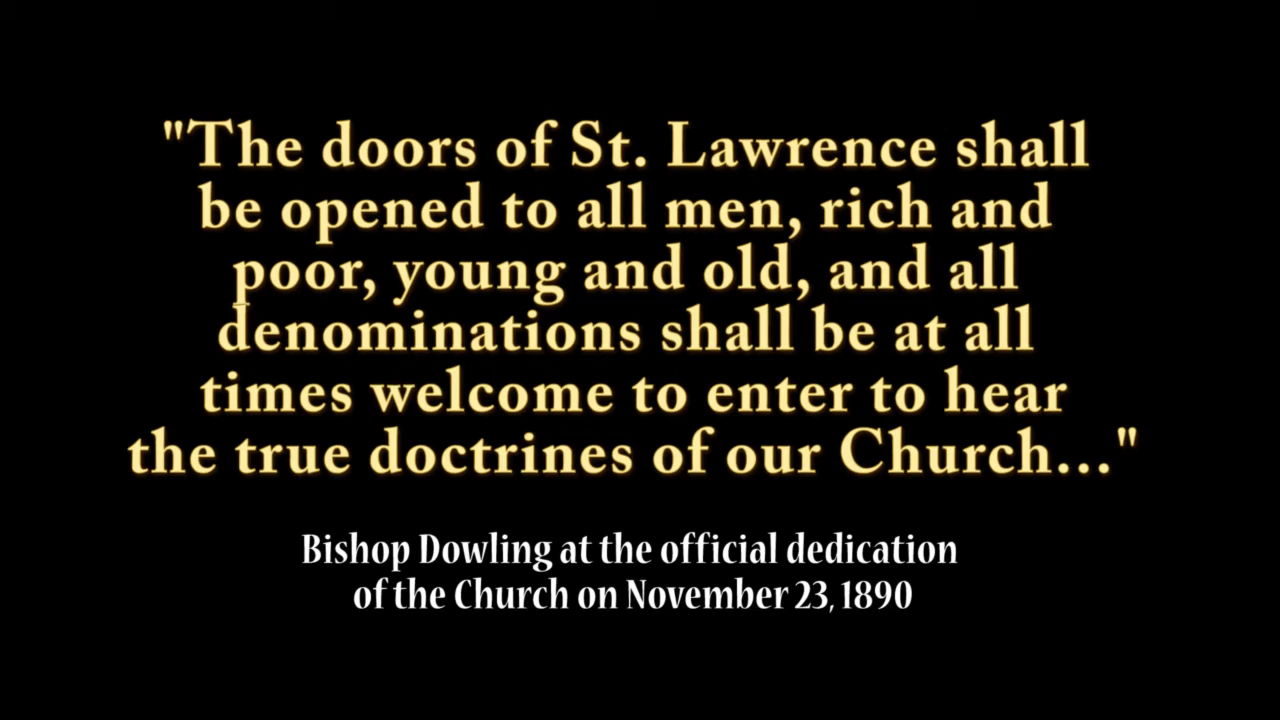 "The doors of St. Lawrence shall
be opened to all men, rich and
poor, young and old, and all
denominations shall be at all
times welcome to enter to hear
the true doctrines of our Church..."
Bishop Dowling at the official dedication
of the Church on November 23, 1890